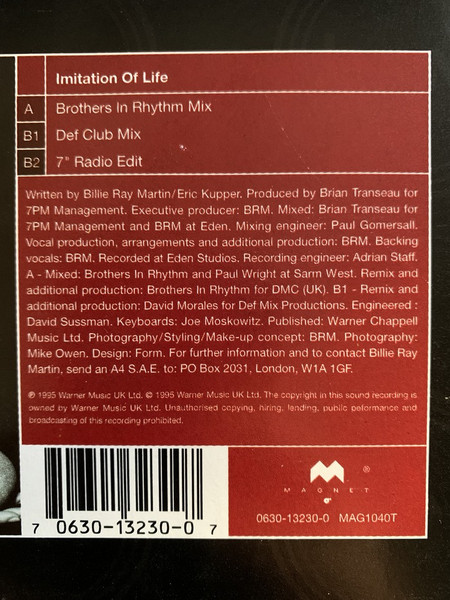 Imitation Of Life
A Brothers In Rhythm Mix
B1 Def Club Mix
B2 7" Radio Edit
Written by Billie Ray Martin/Eric Kupper. Produced by Brian Transeau for
7PM Management. Executive producer: BRM. Mixed: Brian Transeau for
7PM Management and BRM at Eden. Mixing engineer: Paul Gomersall.
Vocal production, arrangements and additional production: BRM. Backing
vocals: BRM. Recorded at Eden Studios. Recording engineer: Adrian Staff.
A - Mixed: Brothers In Rhythm and Paul Wright at Sarm West. Remix and
additional production: Brothers In Rhythm for DMC (UK). B1 - Remix and
additional production: David Morales for Def Mix Productions. Engineered :
David Sussman. Keyboards: Joe Moskowitz. Published: Warner Chappell
Music Ltd. Photography/Styling/Make-up concept: BRM. Photography:
Mike Owen. Design: Form. For further information and to contact Billie Ray
Martin, send an A4 S.A.E. to: PO Box 2031, London, W1A 1GF.
℗ 1995 Warner Music UK Ltd. © 1995 Warner Music UK Ltd. The copyright in this sound recording is
owned by Warner Music UK Ltd. Unauthorised copying, hiring, lending, public peformance and
broadcasting of this recording prohibited.
®
MAGNET
7 0630-13230-0 7
0630-13230-0 MAG1040T